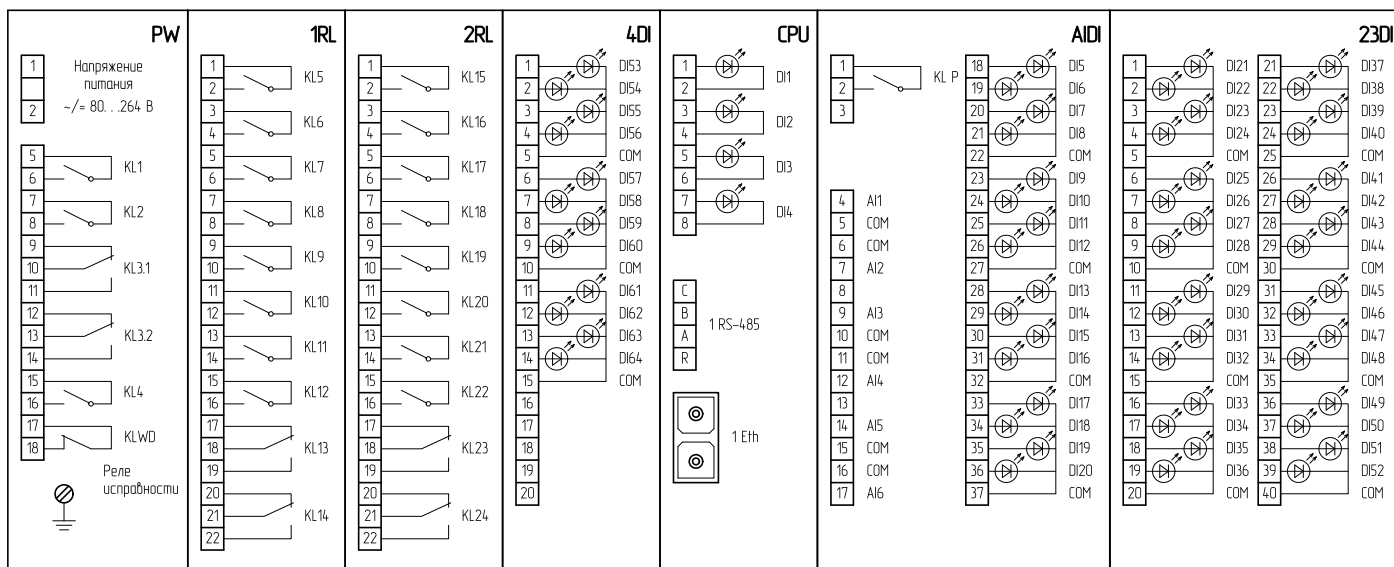 PW
1 Напряжение
питания
2 ~/= 80. . .264 В
5
6 KL1
7
8 KL2
9
10 KL3.1
11
12
13 KL3.2
14
15
16 KL4
17
18 KLWD
Реле
исправности
1RL
1
2 KL5
3
4 KL6
5
6 KL7
7
8 KL8
9
10 KL9
11
12 KL10
13
14 KL11
15
16 KL12
17
18 KL13
19
20
21 KL14
22
2RL
1
2 KL15
3
4 KL16
5
6 KL17
7
8 KL18
9
10 KL19
11
12 KL20
13
14 KL21
15
16 KL22
17
18 KL23
19
20
21 KL24
22
4DI
1 DI53
2 DI54
3 DI55
4 DI56
5 COM
6 DI57
7 DI58
8 DI59
9 DI60
10 COM
11 DI61
12 DI62
13 DI63
14 DI64
15 COM
16
17
18
19
20
CPU
1
2 DI1
3
4 DI2
5
6 DI3
7
8 DI4
C
B
A
R
1 RS-485
1 Eth
AIDI
1
2 KL P
3
4 AI1
5 COM
6 COM
7 AI2
8
9 AI3
10 COM
11 COM
12 AI4
13
14 AI5
15 COM
16 COM
17 AI6
18 DI5
19 DI6
20 DI7
21 DI8
22 COM
23 DI9
24 DI10
25 DI11
26 DI12
27 COM
28 DI13
29 DI14
30 DI15
31 DI16
32 COM
33 DI17
34 DI18
35 DI19
36 DI20
37 COM
23DI
1 DI21
2 DI22
3 DI23
4 DI24
5 COM
6 DI25
7 DI26
8 DI27
9 DI28
10 COM
11 DI29
12 DI30
13 DI31
14 DI32
15 COM
16 DI33
17 DI34
18 DI35
19 DI36
20 COM
21 DI37
22 DI38
23 DI39
24 DI40
25 COM
26 DI41
27 DI42
28 DI43
29 DI44
30 COM
31 DI45
32 DI46
33 DI47
34 DI48
35 COM
36 DI49
37 DI50
38 DI51
39 DI52
40 COM